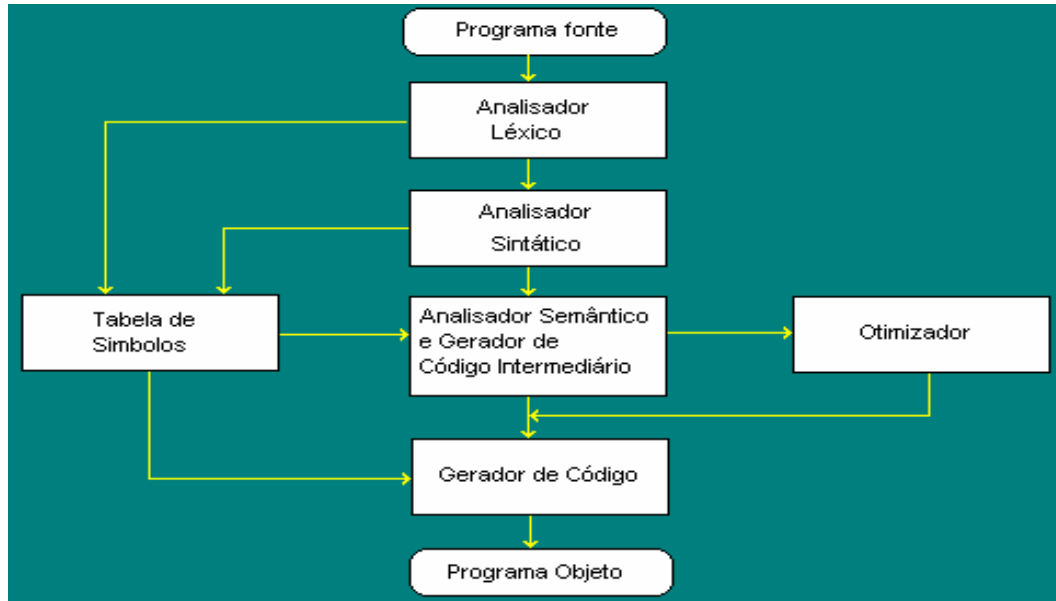 Programa fonte
Analisador
Léxico
Analisador
Sintático
Tabela de
Simbolos
Analisador Semântico
e Gerador de
Código Intermediário
Otimizador
Gerador de Código
Programa Objeto